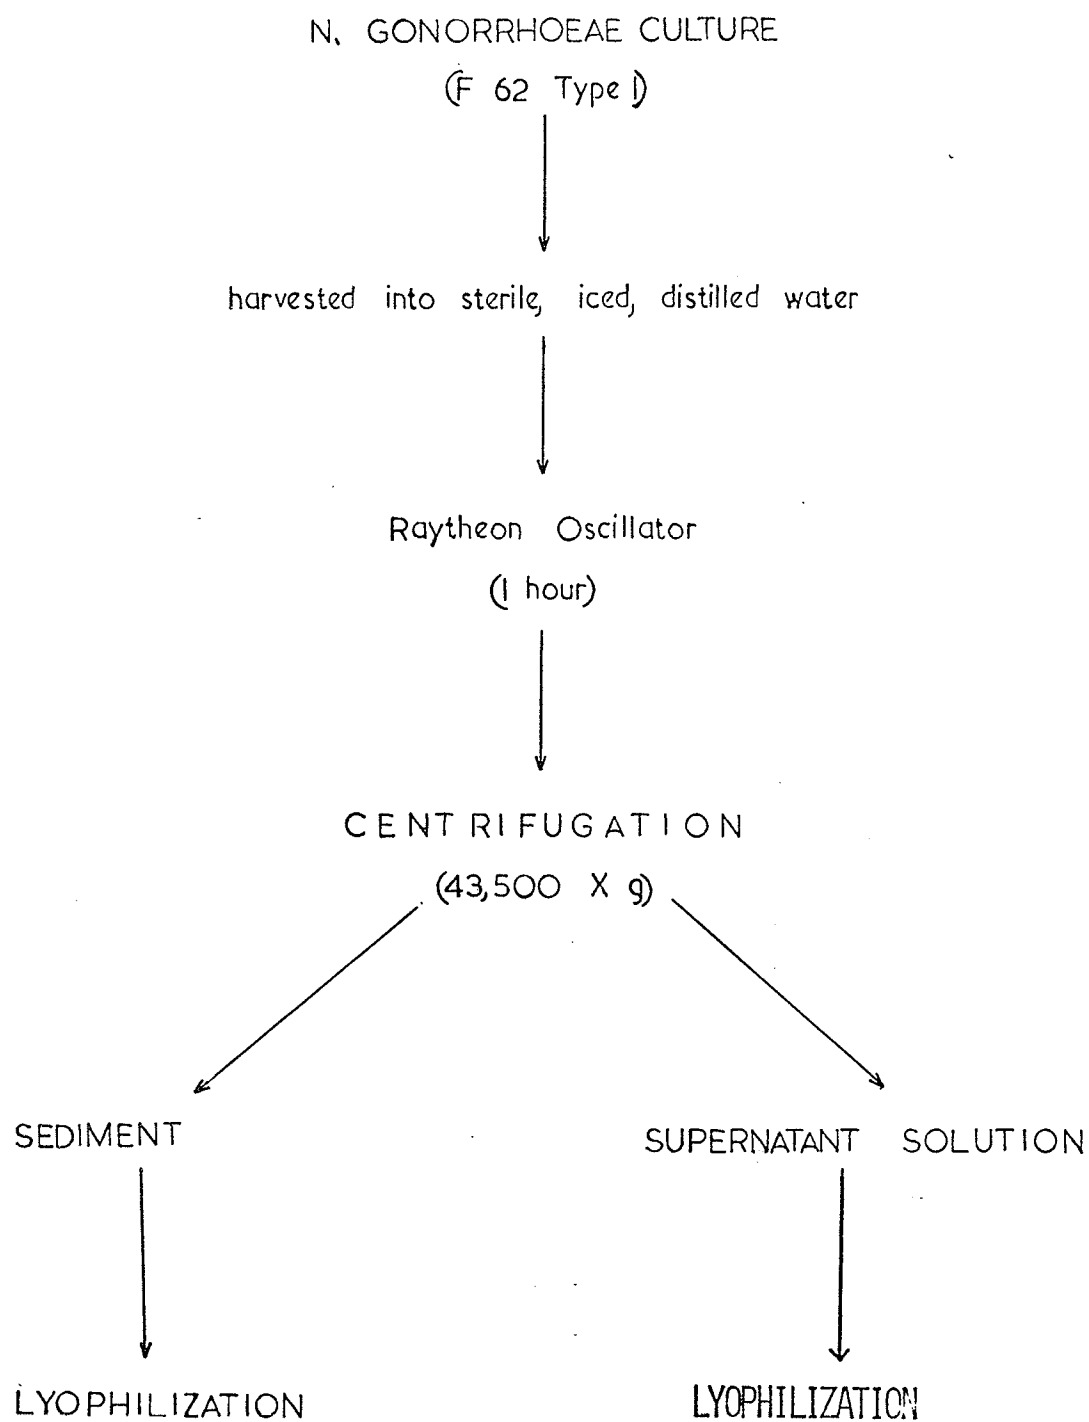 N. GONORRHOEAE CULTURE
(F 62 Type I)
harvested into sterile, iced, distilled water
Raytheon Oscillator
(1 hour)
CENTRIFUGATION
(43,500 X g)
SEDIMENT
SUPERNATANT SOLUTION
LYOPHILIZATION
LYOPHILIZATION